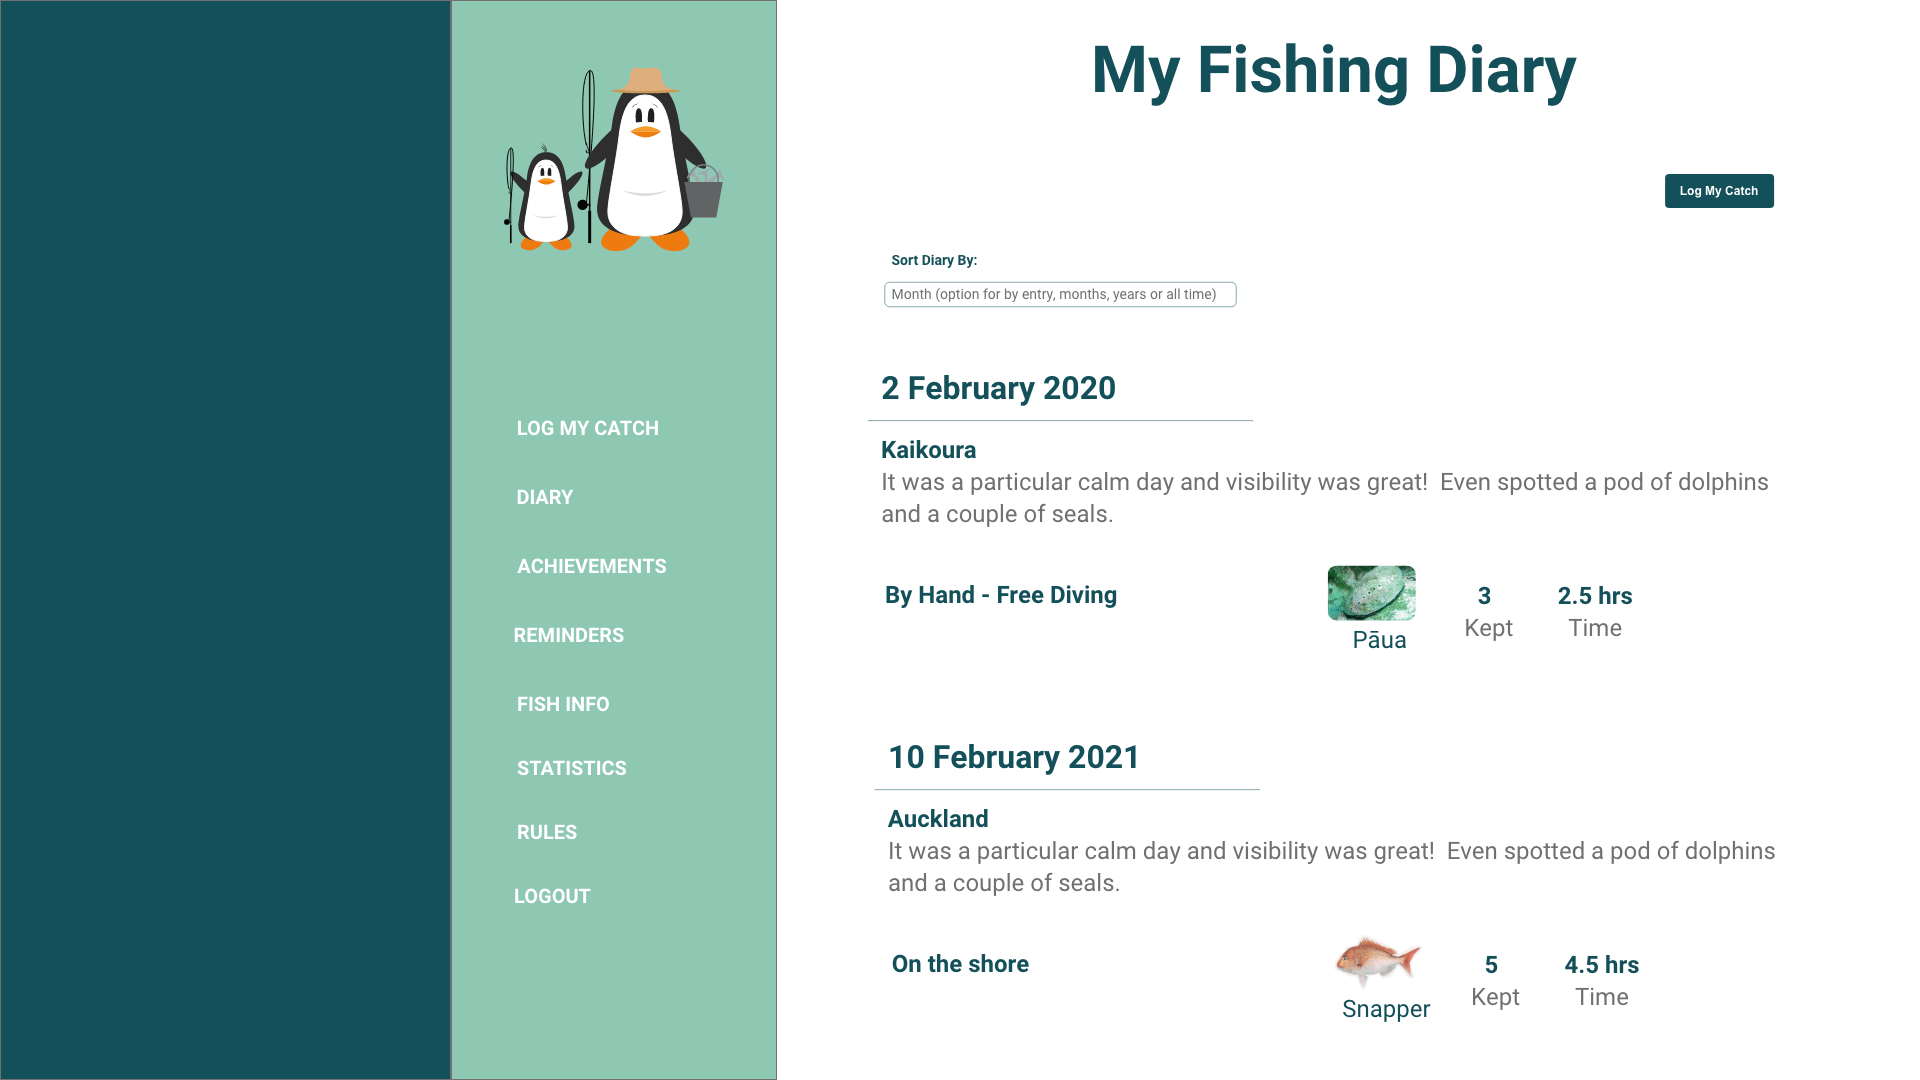 LOG MY CATCH
DIARY
ACHIEVEMENTS
REMINDERS
FISH INFO
STATISTICS
RULES
LOGOUT
My Fishing Diary
Log My Catch
Sort Diary By:
Month (option for by entry, months, years or all time)
2 February 2020
Kaikoura
It was a particular calm day and visibility was great!  Even spotted a pod of dolphins
and a couple of seals.
By Hand - Free Diving
Pāua
3
Kept
2.5 hrs
Time
10 February 2021
Auckland
It was a particular calm day and visibility was great!  Even spotted a pod of dolphins
and a couple of seals.
On the shore
Snapper
5
Kept
4.5 hrs
Time